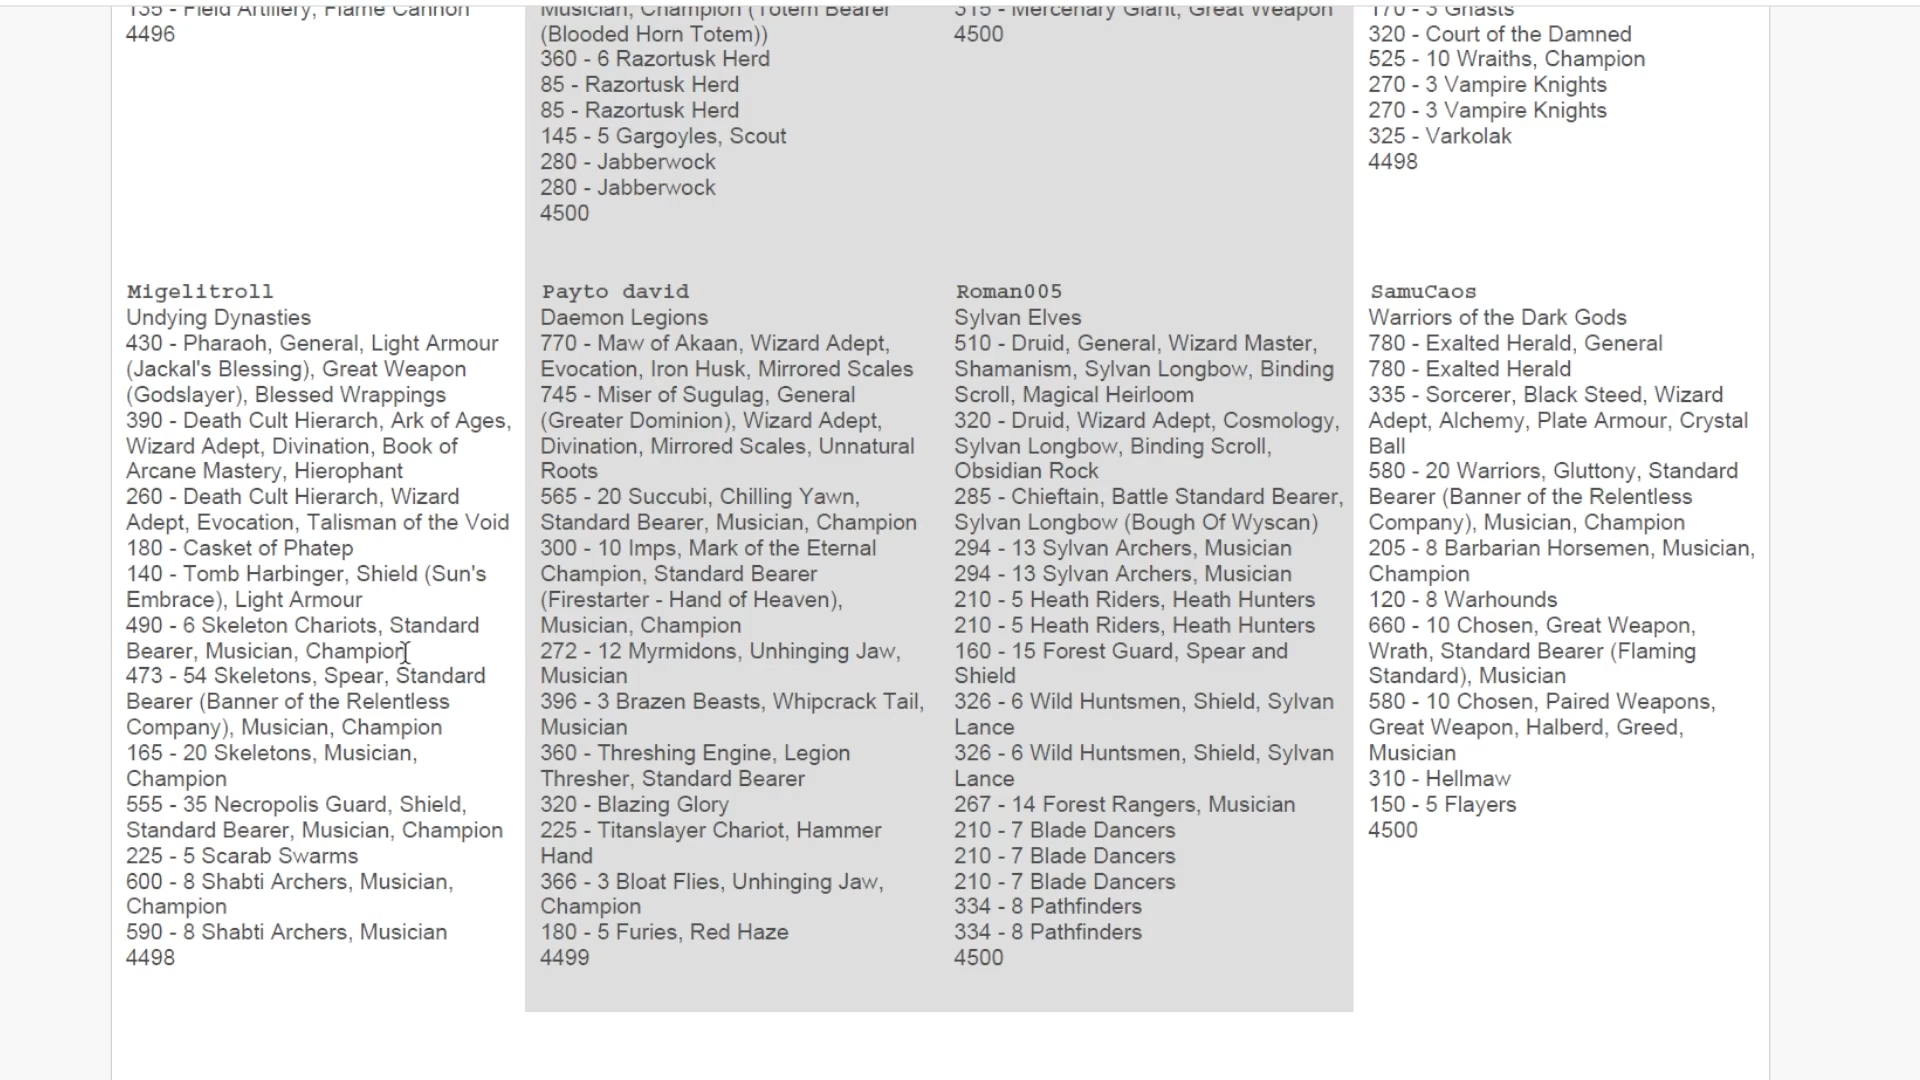 135 - Field Artillery, Flame Cannon
4496
Musician, Champion (Totem Bearer
(Blooded Horn Totem))
360 - 6 Razortusk Herd
85 - Razortusk Herd
85 - Razortusk Herd
145 - 5 Gargoyles, Scout
280 - Jabberwock
280 - Jabberwock
4500
315 - Mercenary Giant, Great Weapon
4500
170 - 3 Ghasts
320 - Court of the Damned
525 - 10 Wraiths, Champion
270 - 3 Vampire Knights
270 - 3 Vampire Knights
325 - Varkolak
4498
Migelitroll
Undying Dynasties
430 - Pharaoh, General, Light Armour
(Jackal's Blessing), Great Weapon
(Godslayer), Blessed Wrappings
390 - Death Cult Hierarch, Ark of Ages,
Wizard Adept, Divination, Book of
Arcane Mastery, Hierophant
260 - Death Cult Hierarch, Wizard
Adept, Evocation, Talisman of the Void
180 - Casket of Phatep
140 - Tomb Harbinger, Shield (Sun's
Embrace), Light Armour
490 - 6 Skeleton Chariots, Standard
Bearer, Musician, Champion
473 - 54 Skeletons, Spear, Standard
Bearer (Banner of the Relentless
Company), Musician, Champion
165 - 20 Skeletons, Musician,
Champion
555 - 35 Necropolis Guard, Shield,
Standard Bearer, Musician, Champion
225 - 5 Scarab Swarms
600 - 8 Shabti Archers, Musician,
Champion
590 - 8 Shabti Archers, Musician
4498
Payto david
Daemon Legions
770 - Maw of Akaan, Wizard Adept,
Evocation, Iron Husk, Mirrored Scales
745 - Miser of Sugulag, General
(Greater Dominion), Wizard Adept,
Divination, Mirrored Scales, Unnatural
Roots
565 - 20 Succubi, Chilling Yawn,
Standard Bearer, Musician, Champion
300 - 10 Imps, Mark of the Eternal
Champion, Standard Bearer
(Firestarter - Hand of Heaven),
Musician, Champion
272 - 12 Myrmidons, Unhinging Jaw,
Musician
396 - 3 Brazen Beasts, Whipcrack Tail,
Musician
360 - Threshing Engine, Legion
Thresher, Standard Bearer
320 - Blazing Glory
225 - Titanslayer Chariot, Hammer
Hand
366 - 3 Bloat Flies, Unhinging Jaw,
Champion
180 - 5 Furies, Red Haze
4499
Roman005
Sylvan Elves
510 - Druid, General, Wizard Master,
Shamanism, Sylvan Longbow, Binding
Scroll, Magical Heirloom
320 - Druid, Wizard Adept, Cosmology,
Sylvan Longbow, Binding Scroll,
Obsidian Rock
285 - Chieftain, Battle Standard Bearer,
Sylvan Longbow (Bough Of Wyscan)
294 - 13 Sylvan Archers, Musician
294 - 13 Sylvan Archers, Musician
210 - 5 Heath Riders, Heath Hunters
210 - 5 Heath Riders, Heath Hunters
160 - 15 Forest Guard, Spear and
Shield
326 - 6 Wild Huntsmen, Shield, Sylvan
Lance
326 - 6 Wild Huntsmen, Shield, Sylvan
Lance
267 - 14 Forest Rangers, Musician
210 - 7 Blade Dancers
210 - 7 Blade Dancers
210 - 7 Blade Dancers
334 - 8 Pathfinders
334 - 8 Pathfinders
4500
SamuCaos
Warriors of the Dark Gods
780 - Exalted Herald, General
780 - Exalted Herald
335 - Sorcerer, Black Steed, Wizard
Adept, Alchemy, Plate Armour, Crystal
Ball
580 - 20 Warriors, Gluttony, Standard
Bearer (Banner of the Relentless
Company), Musician, Champion
205 - 8 Barbarian Horsemen, Musician,
Champion
120 - 8 Warhounds
660 - 10 Chosen, Great Weapon,
Wrath, Standard Bearer (Flaming
Standard), Musician
580 - 10 Chosen, Paired Weapons,
Great Weapon, Halberd, Greed,
Musician
310 - Hellmaw
150 - 5 Flayers
4500